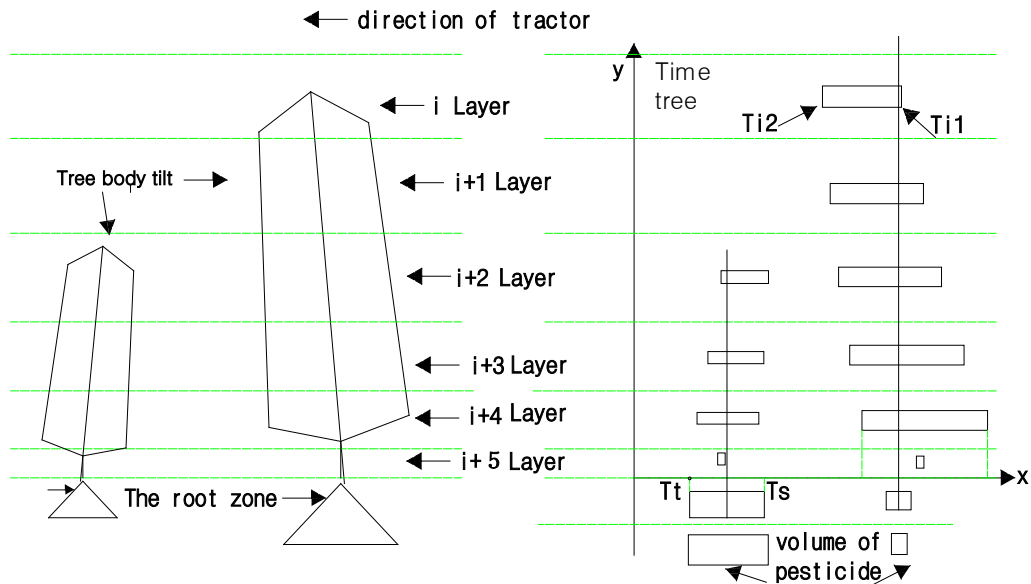 direction of tractor
y
Time
tree
i Layer
Ti2
Ti1
Tree body tilt
i+1 Layer
i+2 Layer
i+3 Layer
i+4 Layer
i+5 Layer
The root zone
Tt
Ts
x
volume of
pesticide